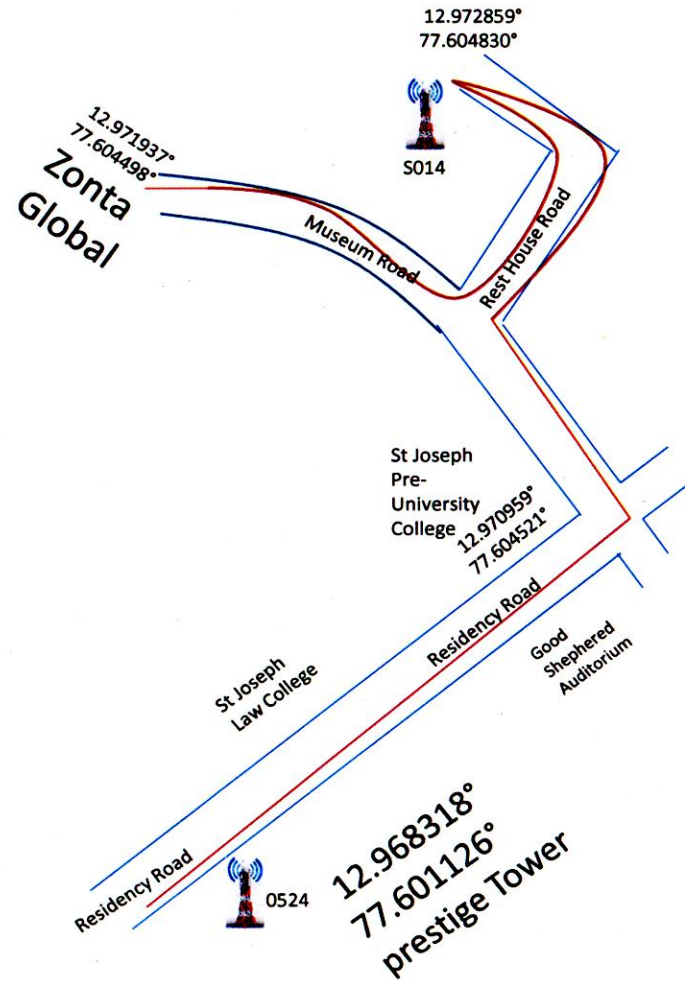 12.972859°
77.604830°
S014
12.971937°
77.604498°
Zonta
Global
Museum Road
Rest House Road
St Joseph
Pre-
University
College
12.970959°
77.604521°
Residency Road
Good
Shephered
Auditorium
St Joseph
Law College
Residency Road
0524
12.968318°
77.601126°
prestige Tower